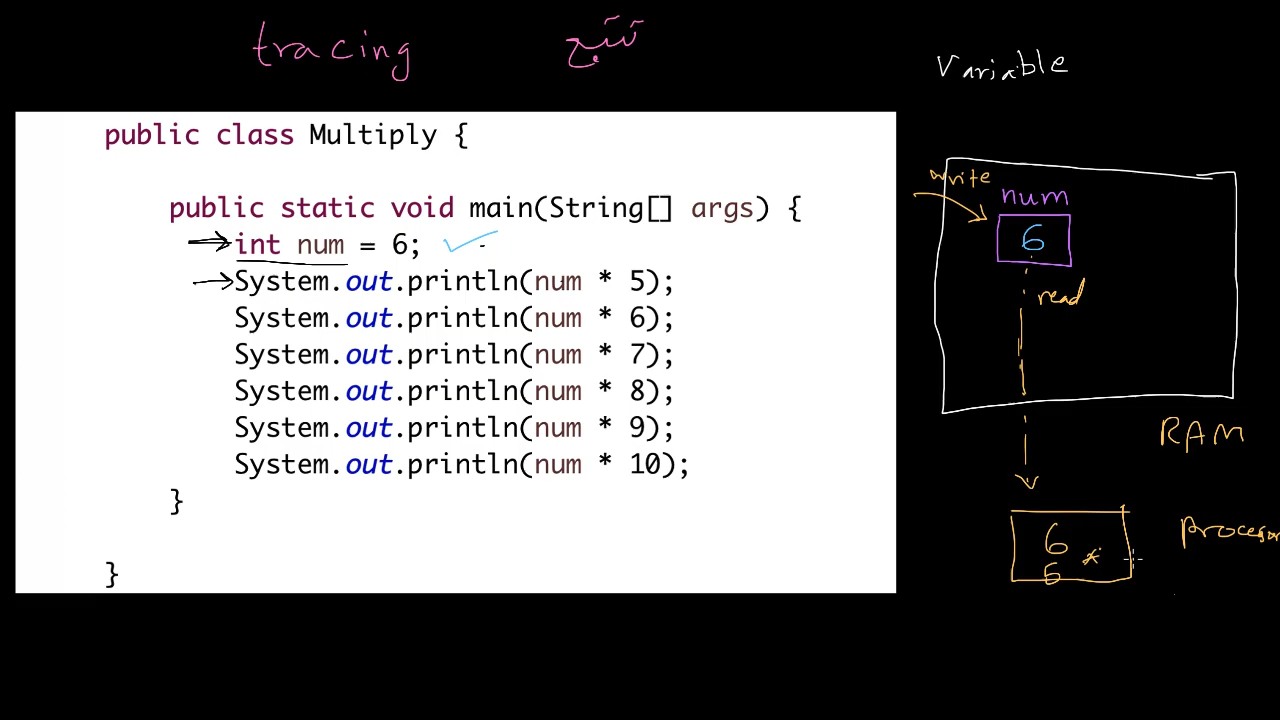 tracing تتبع
Variable
public class Multiply {
public static void main(String[] args) {
int num = 6;
System.out.println(num * 5);
System.out.println(num * 6);
System.out.println(num * 7);
System.out.println(num * 8);
System.out.println(num * 9);
System.out.println(num * 10);
}
}
write
num
6
read
RAM
6
5 *
Procesor